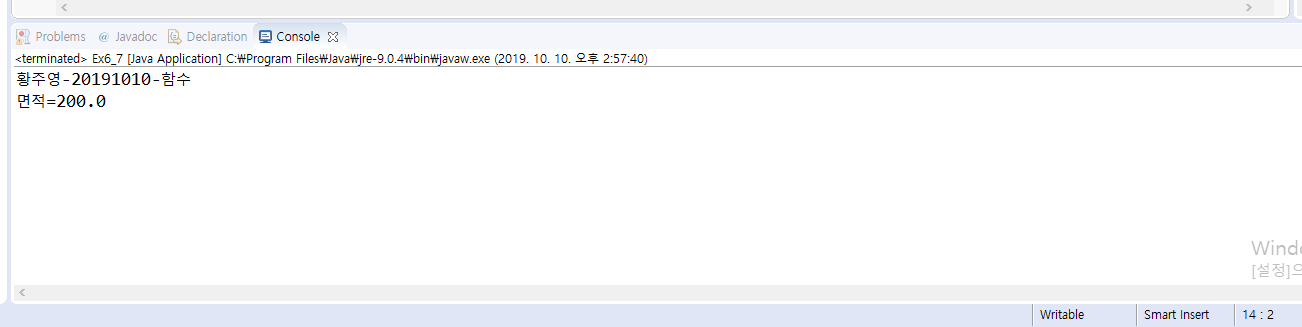 Problems @ Javadoc Declaration Console
<terminated> Ex6_7 [Java Application] C:₩Program Files₩Java₩jre-9.0.4₩bin₩javaw.exe (2019. 10. 10. 오후 2:57:40)
황주영-20191010-함수
면적=200.0
Windo
[설정]으
Writable Smart Insert 14 : 2